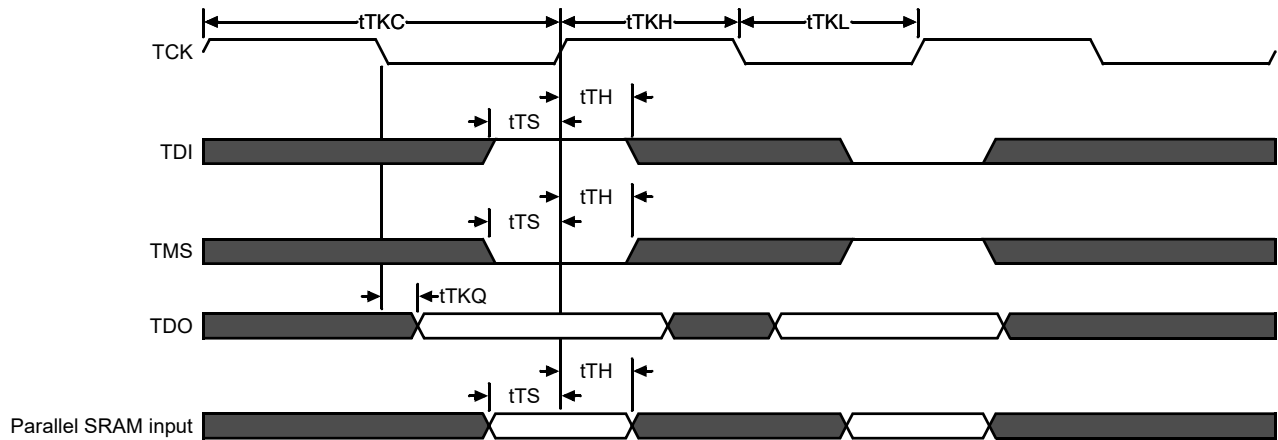 tTKC tTKH tTKL
TCK
tTH
tTS
TDI
tTH
tTS
TMS
tTKQ
TDO
tTH
tTS
Parallel SRAM input